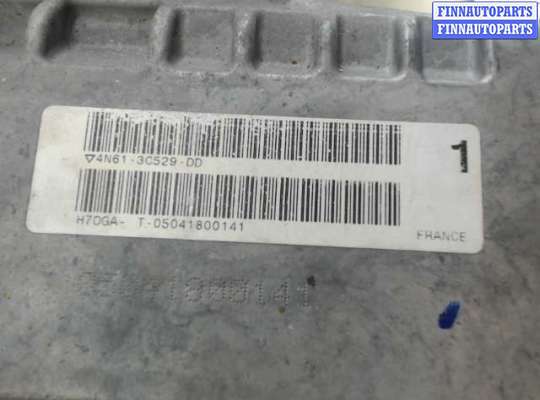 FINNAUTOPARTS
FINNAUTOPARTS
▽4N61-3C529-DD
1
H7DGA- T-05041800141
FRANCE